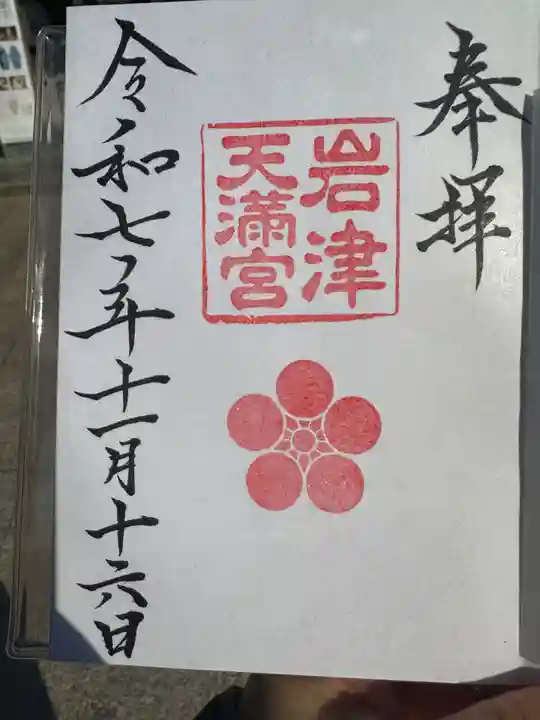 奉拝
岩津
天満宮
令和七年十一月十六日